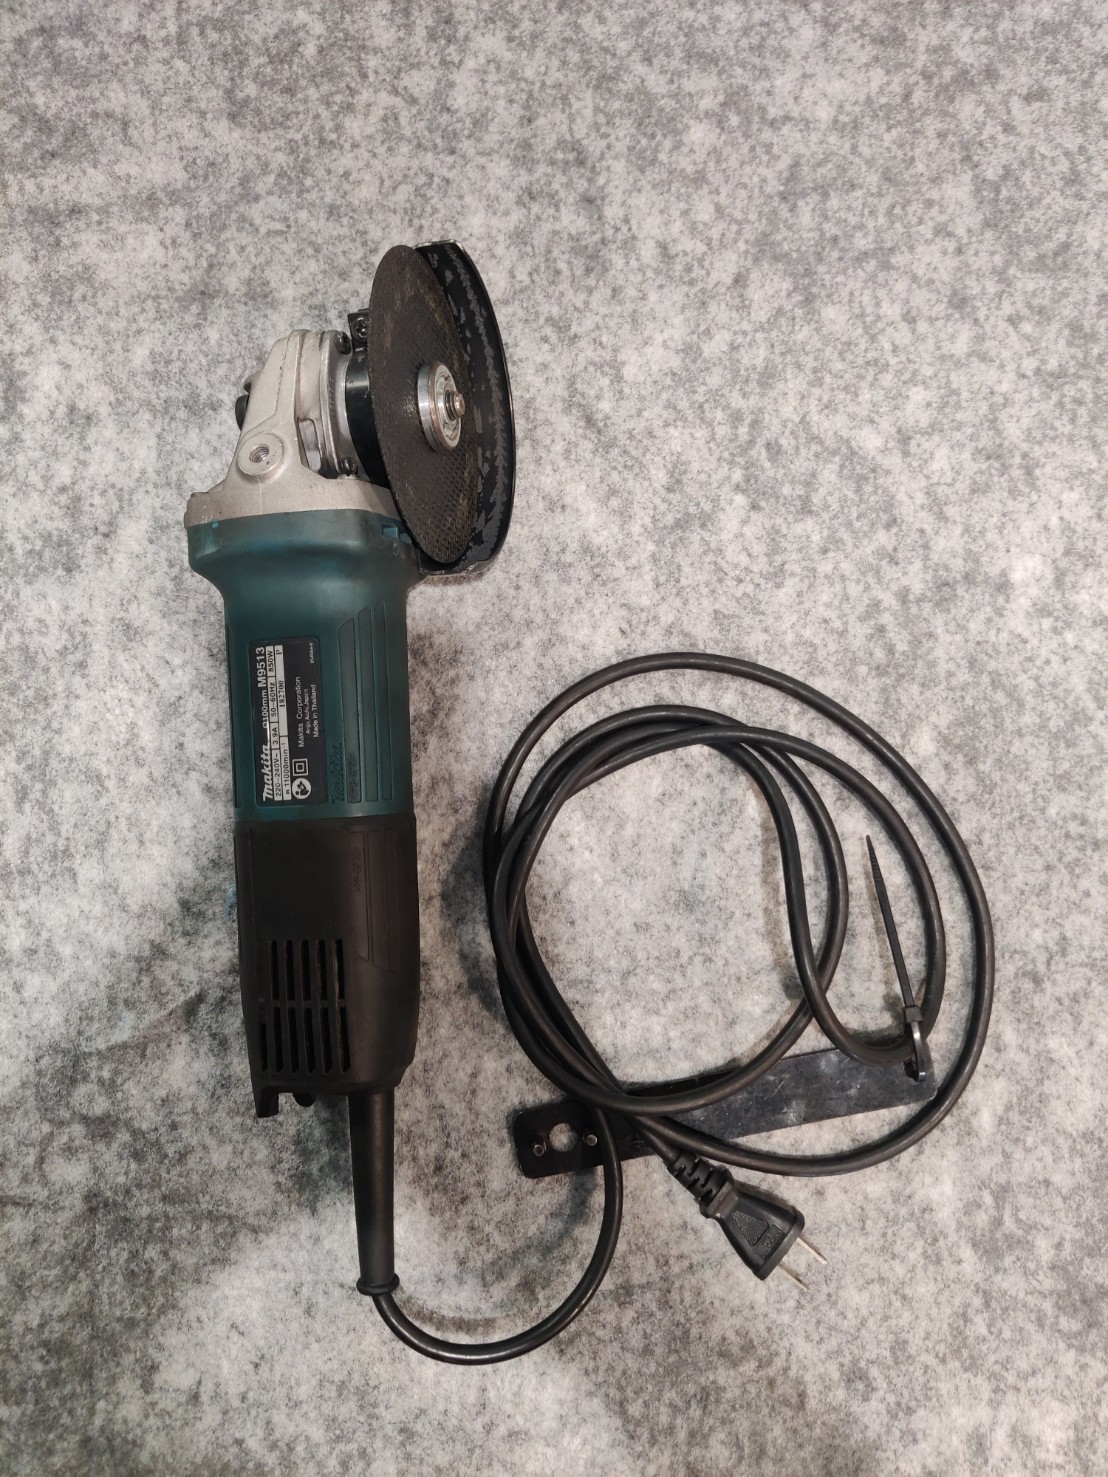 makita ⌀100mm M9513
220-240V~ 3.9A 50-60Hz 850W
n 11000min⁻¹
Makita Corporation
Anjo, Aichi, Japan
Made in Thailand